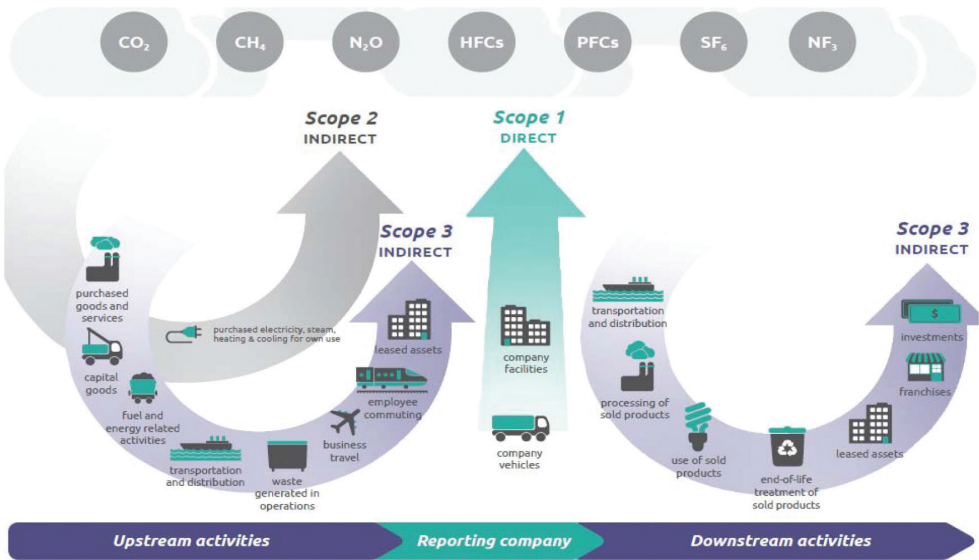 CO₂
CH₄
N₂O
HFCs
PFCs
SF₆
NF₃
Scope 2
INDIRECT
Scope 1
DIRECT
Scope 3
INDIRECT
Scope 3
INDIRECT
purchased
goods and
services
capital
goods
fuel and
energy related
activities
transportation
and distribution
waste
generated in
operations
business
travel
employee
commuting
leased assets
purchased electricity, steam,
heating & cooling for own use
company
facilities
company
vehicles
transportation
and distribution
processing of
sold products
use of sold
products
end-of-life
treatment of
sold products
leased assets
franchises
investments
$
Upstream activities
Reporting company
Downstream activities